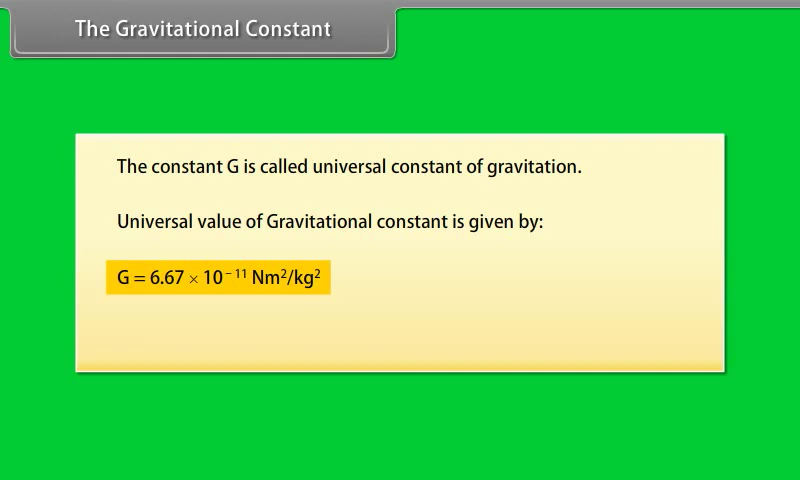 The Gravitational Constant
The constant G is called universal constant of gravitation.
Universal value of Gravitational constant is given by:
G = 6.67 × 10⁻¹¹ Nm²/kg²